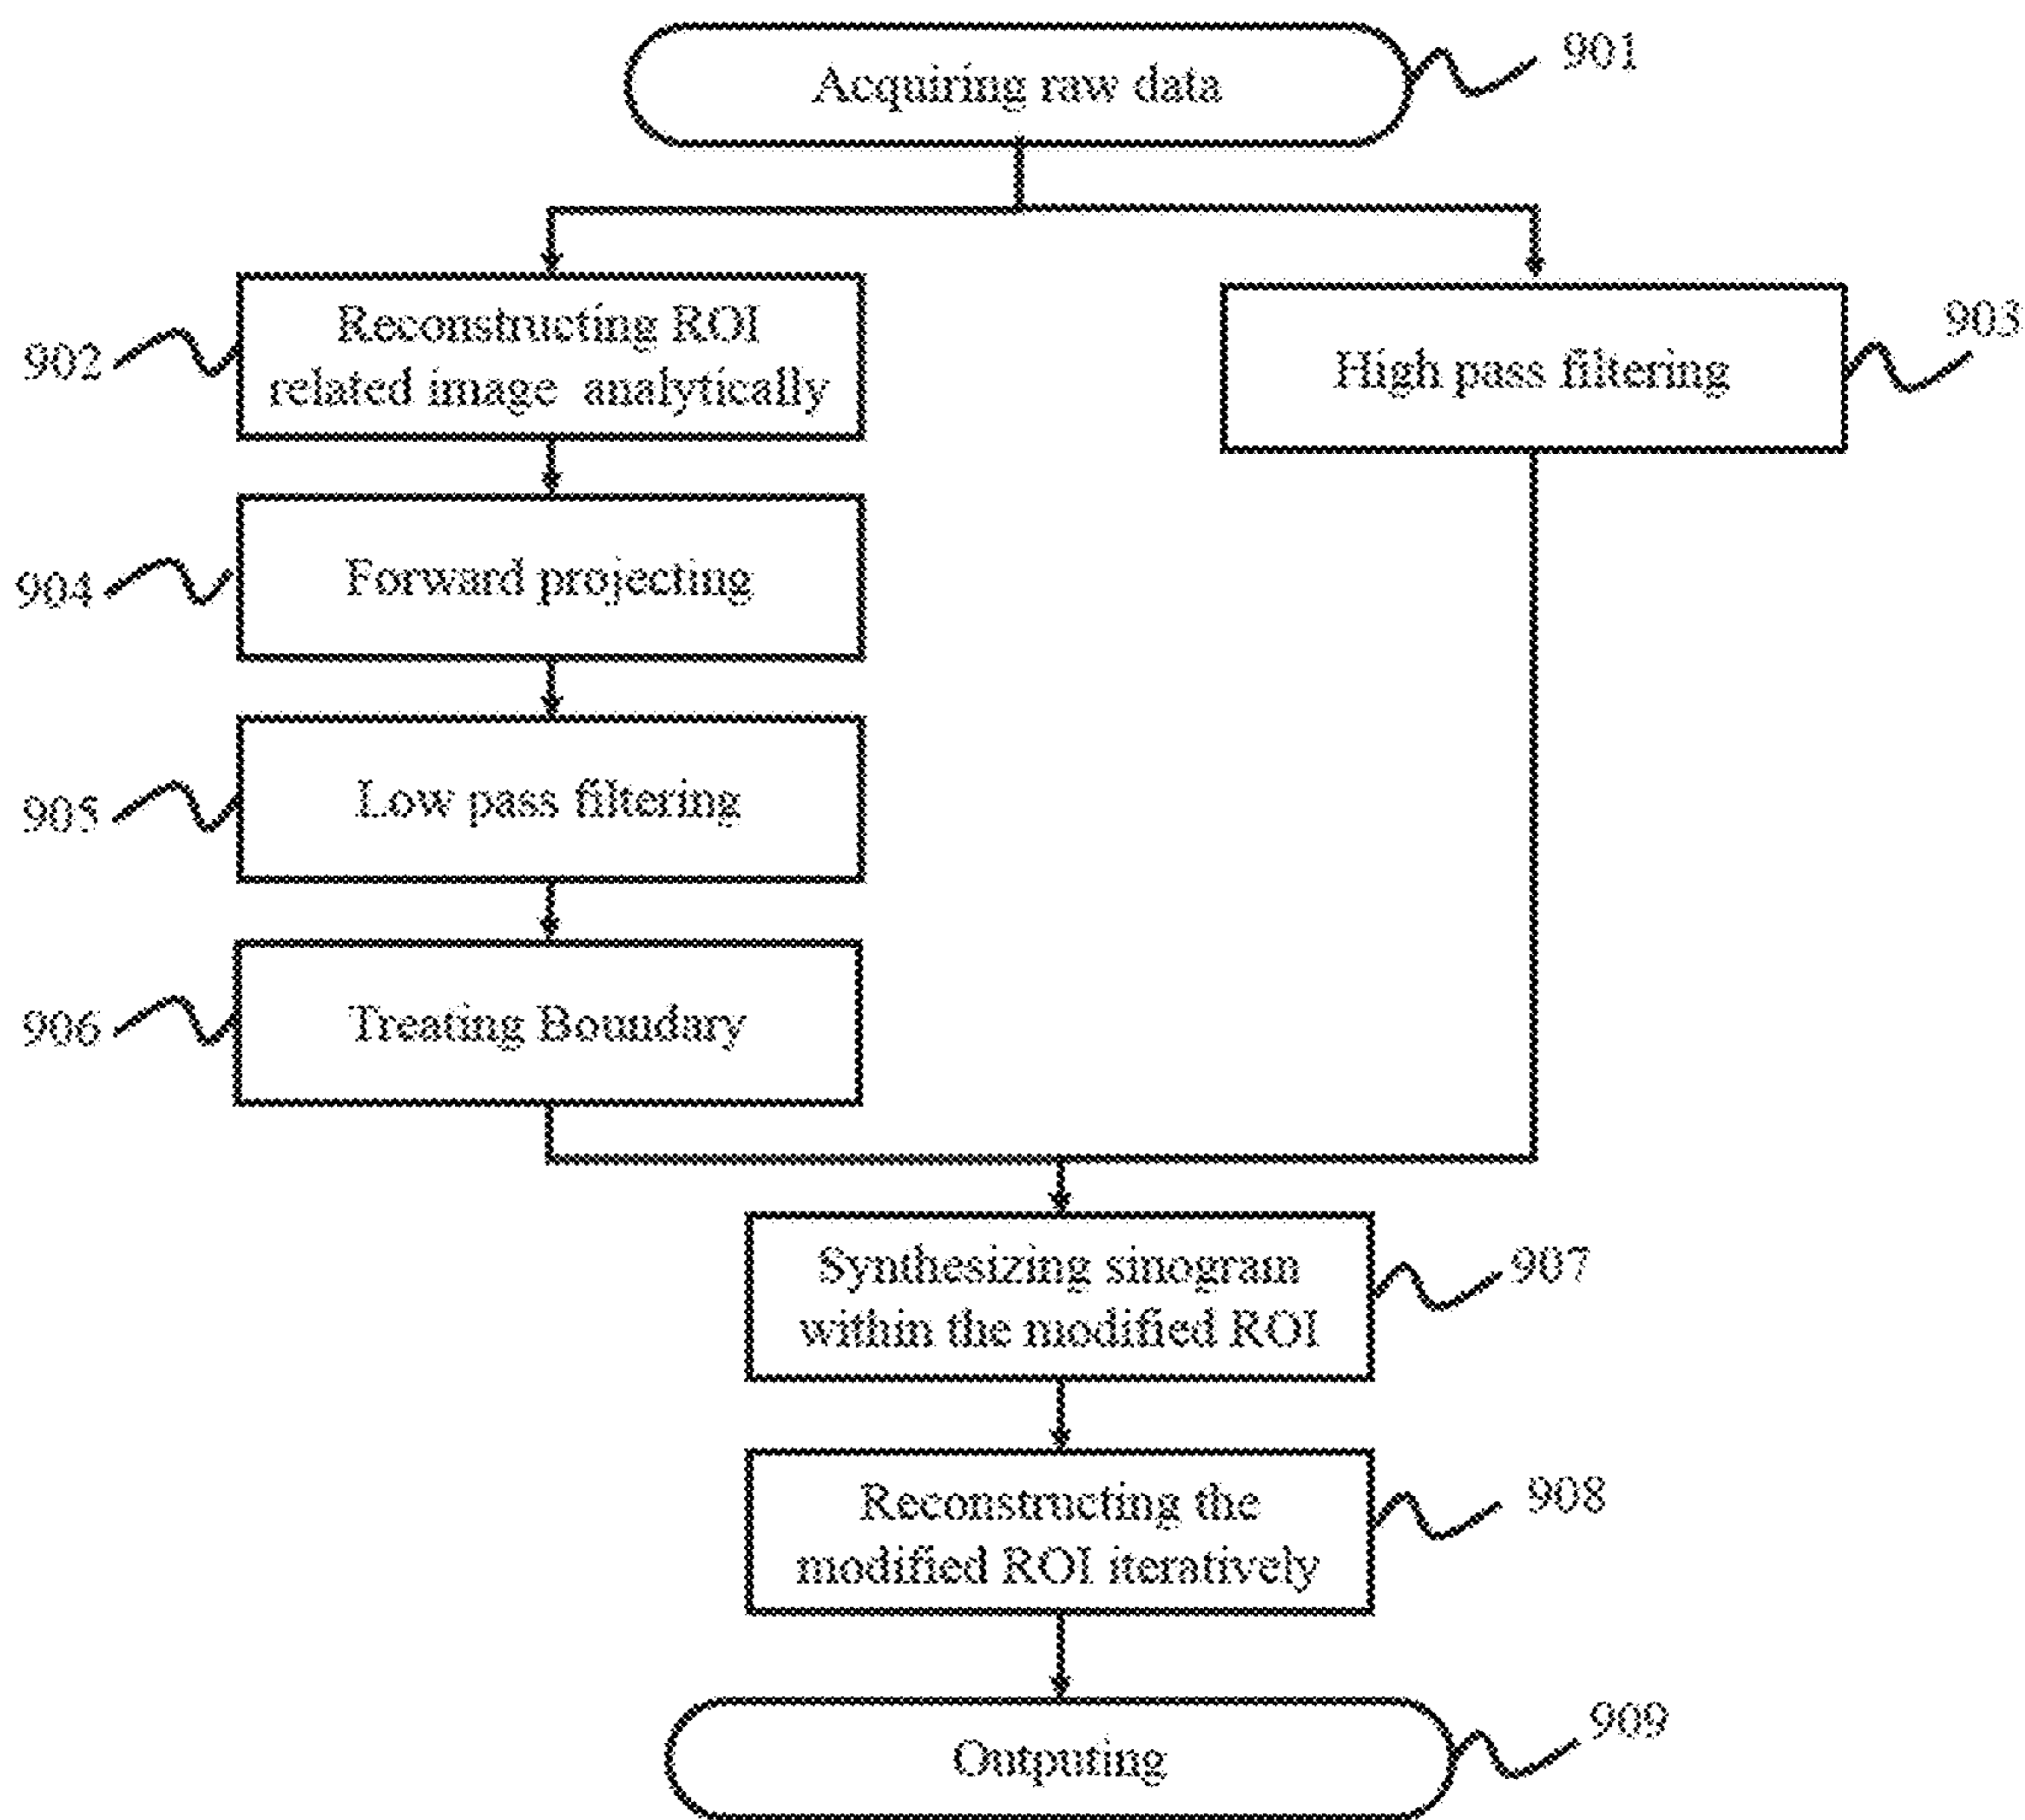 Acquiring raw data
901
Reconstructing ROI
related image analytically
902
High pass filtering
903
Forward projecting
904
Low pass filtering
905
Treating Boundary
906
Synthesizing sinogram
within the modified ROI
907
Reconstructing the
modified ROI iteratively
908
Outputing
909